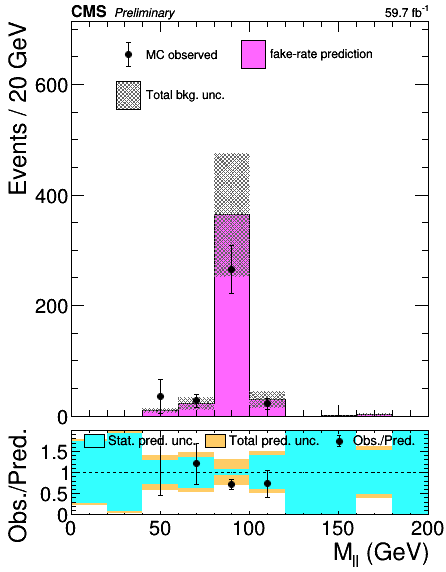 CMS Preliminary 59.7 fb⁻¹
Events / 20 GeV
MC observed
fake-rate prediction
Total bkg. unc.
600
400
200
0
Obs./Pred.
Stat. pred. unc. Total pred. unc. Obs./Pred.
1.5
1
0.5
0
0 50 100 150 200
M_ll (GeV)